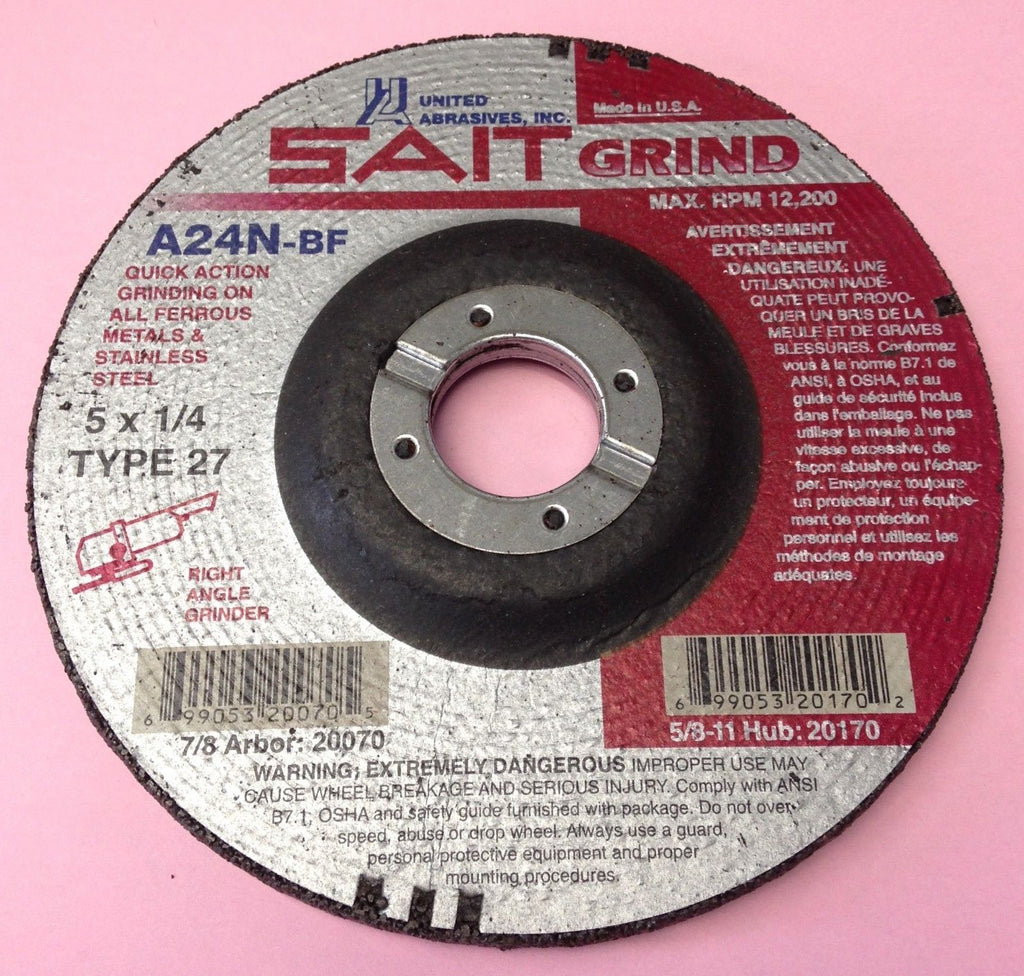 UNITED
ABRASIVES, INC.
Made in U.S.A.
SAIT GRIND
MAX. RPM 12,200
A24N-BF
QUICK ACTION
GRINDING ON
ALL FERROUS
METALS &
STAINLESS
STEEL
5 x 1/4
TYPE 27
RIGHT
ANGLE
GRINDER
AVERTISSEMENT
EXTRÊMEMENT
DANGEREUX: UNE
UTILISATION INADÉ-
QUATE PEUT PROVO-
QUER UN BRIS DE LA
MEULE ET DE GRAVES
BLESSURES. Conformez
vous à la norme B7.1 de
ANSI, à OSHA, et au
guide de sécurité inclus
dans l'emballage. Ne pas
utiliser la meule à une
vitesse excessive, de
façon abusive ou l'échap-
per. Employez toujours
un protecteur, un équipe-
ment de protection
personnel et utilisez les
méthodes de montage
adéquates.
6 99053 20070 5
7/8 Arbor: 20070
6 99053 20170 2
5/8-11 Hub: 20170
WARNING; EXTREMELY DANGEROUS IMPROPER USE MAY
CAUSE WHEEL BREAKAGE AND SERIOUS INJURY. Comply with ANSI
B7.1, OSHA and safety guide furnished with package. Do not over
speed, abuse or drop wheel. Always use a guard,
personal protective equipment and proper
mounting procedures.